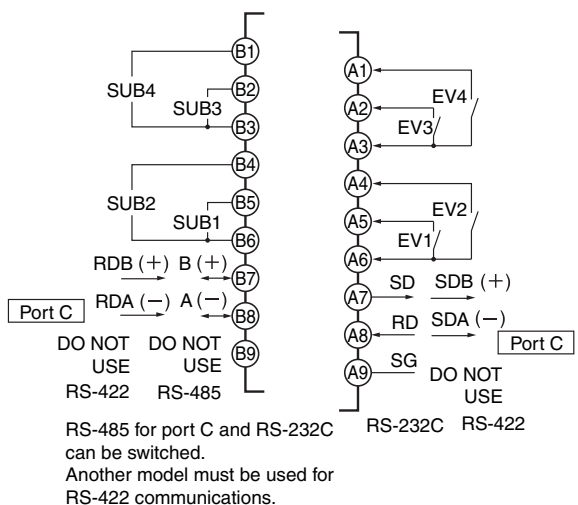 B1
B2
SUB4
SUB3
B3
B4
B5
SUB2
SUB1
B6
RDB (+) B (+)
B7
RDA (−) A (−)
Port C
B8
DO NOT USE
DO NOT USE
B9
RS-422 RS-485
A1
A2
EV4
EV3
A3
A4
A5
EV2
EV1
A6
SD SDB (+)
A7
RD SDA (−)
A8
Port C
SG
A9
DO NOT USE
RS-232C RS-422
RS-485 for port C and RS-232C
can be switched.
Another model must be used for
RS-422 communications.